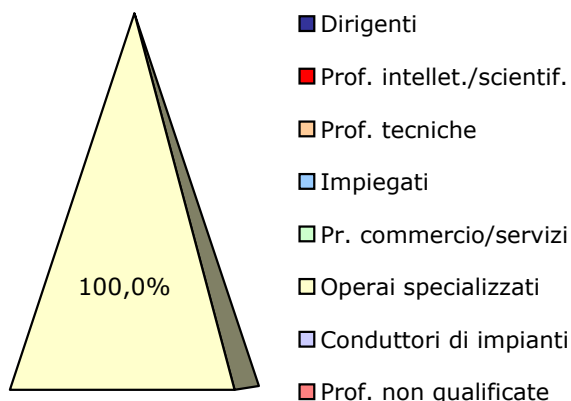 Dirigenti
Prof. intellet./scientif.
Prof. tecniche
Impiegati
Pr. commercio/servizi
100,0%
Operai specializzati
Conduttori di impianti
Prof. non qualificate